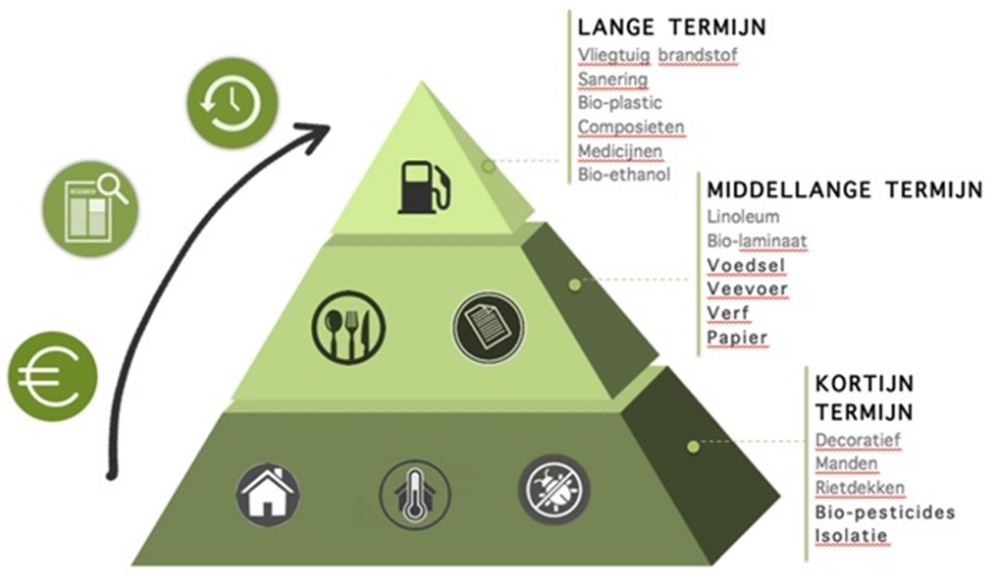 LANGE TERMIJN
Vliegtuig brandstof
Sanering
Bio-plastic
Composieten
Medicijnen
Bio-ethanol
MIDDELLANGE TERMIJN
Linoleum
Bio-laminaat
Voedsel
Veevoer
Verf
Papier
KORTIJN
TERMIJN
Decoratief
Manden
Rietdekken
Bio-pesticides
Isolatie
RESEARCH
€